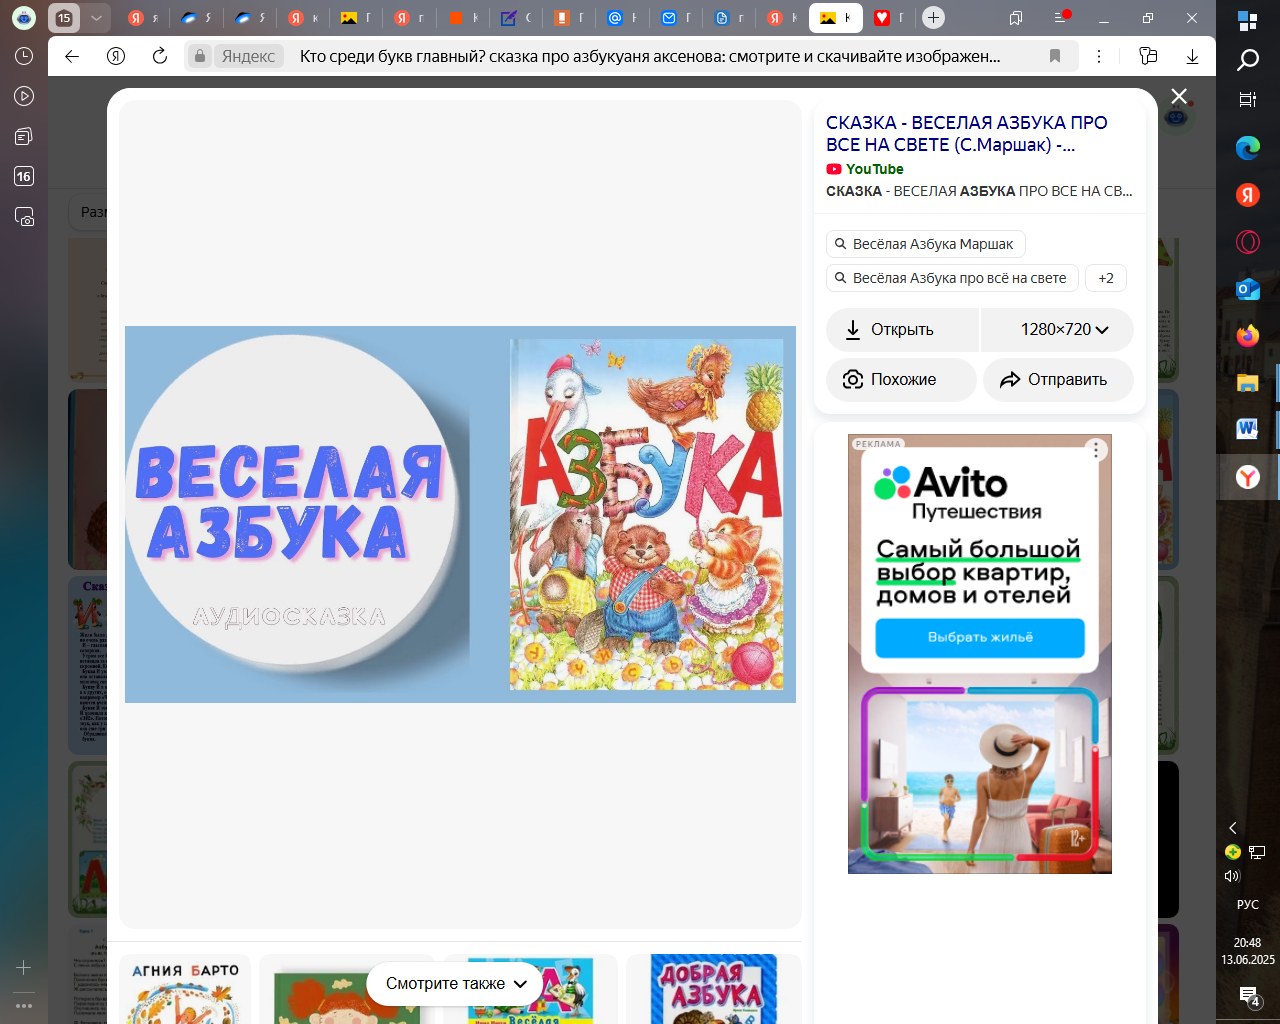 15
Яндекс
Кто среди букв главный? сказка про азбукуаня аксенова: смотрите и скачивайте изображен...
16
СКАЗКА - ВЕСЕЛАЯ АЗБУКА ПРО
ВСЕ НА СВЕТЕ (С.Маршак) -...
YouTube
СКАЗКА - ВЕСЕЛАЯ АЗБУКА ПРО ВСЕ НА СВ...
Весёлая Азбука Маршак
Весёлая Азбука про всё на свете
+2
Открыть
1280×720
Похожие
Отправить
ВЕСЕЛАЯ
АЗБУКА
АУДИОСКАЗКА
АЗБУКА
РЕКЛАМА
Avito
Путешествия
Самый большой
выбор квартир,
домов и отелей
Выбрать жильё
12+
АГНИЯ БАРТО
Смотрите также
Весёлая
ДОБРАЯ
АЗБУКА
РУС
20:48
13.06.2025
4